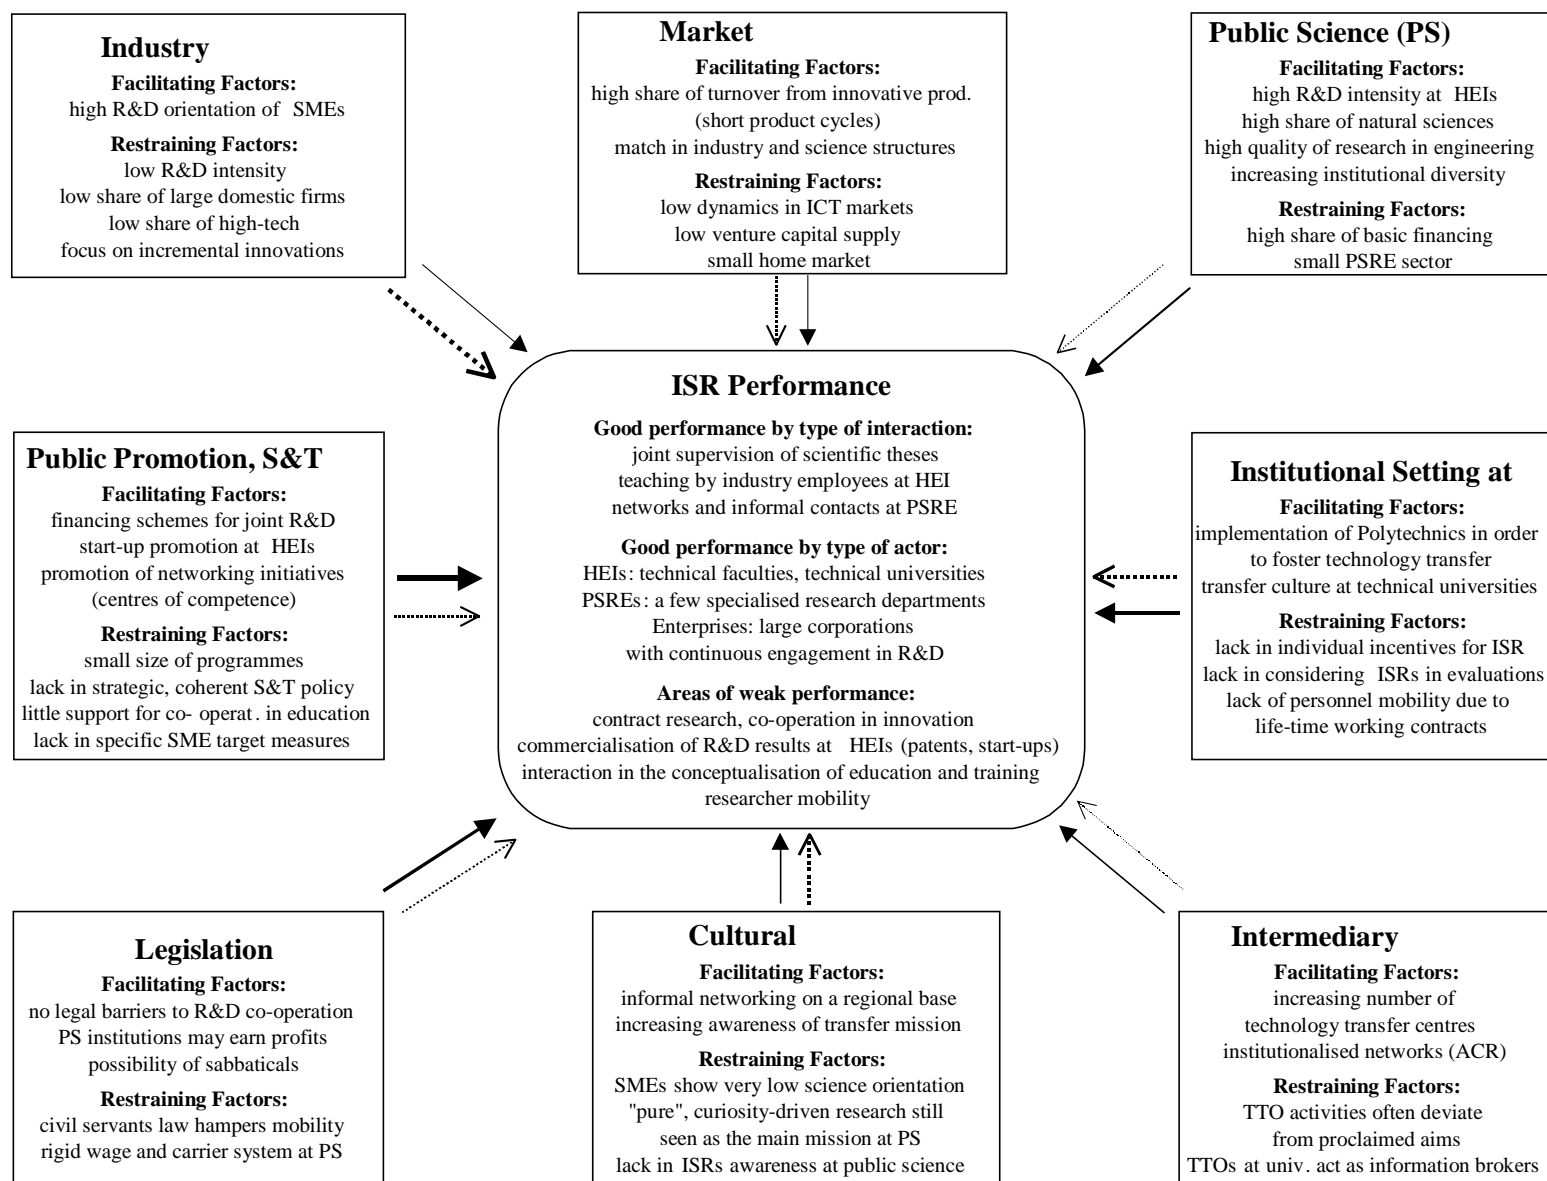 Industry
Facilitating Factors:
high R&D orientation of SMEs
Restraining Factors:
low R&D intensity
low share of large domestic firms
low share of high-tech
focus on incremental innovations
Market
Facilitating Factors:
high share of turnover from innovative prod.
(short product cycles)
match in industry and science structures
Restraining Factors:
low dynamics in ICT markets
low venture capital supply
small home market
Public Science (PS)
Facilitating Factors:
high R&D intensity at HEIs
high share of natural sciences
high quality of research in engineering
increasing institutional diversity
Restraining Factors:
high share of basic financing
small PSRE sector
Public Promotion, S&T
Facilitating Factors:
financing schemes for joint R&D
start-up promotion at HEIs
promotion of networking initiatives
(centres of competence)
Restraining Factors:
small size of programmes
lack in strategic, coherent S&T policy
little support for co- operat. in education
lack in specific SME target measures
ISR Performance
Good performance by type of interaction:
joint supervision of scientific theses
teaching by industry employees at HEI
networks and informal contacts at PSRE
Good performance by type of actor:
HEIs: technical faculties, technical universities
PSREs: a few specialised research departments
Enterprises: large corporations
with continuous engagement in R&D
Areas of weak performance:
contract research, co-operation in innovation
commercialisation of R&D results at HEIs (patents, start-ups)
interaction in the conceptualisation of education and training
researcher mobility
Institutional Setting at
Facilitating Factors:
implementation of Polytechnics in order
to foster technology transfer
transfer culture at technical universities
Restraining Factors:
lack in individual incentives for ISR
lack in considering ISRs in evaluations
lack of personnel mobility due to
life-time working contracts
Legislation
Facilitating Factors:
no legal barriers to R&D co-operation
PS institutions may earn profits
possibility of sabbaticals
Restraining Factors:
civil servants law hampers mobility
rigid wage and carrier system at PS
Cultural
Facilitating Factors:
informal networking on a regional base
increasing awareness of transfer mission
Restraining Factors:
SMEs show very low science orientation
"pure", curiosity-driven research still
seen as the main mission at PS
lack in ISRs awareness at public science
Intermediary
Facilitating Factors:
increasing number of
technology transfer centres
institutionalised networks (ACR)
Restraining Factors:
TTO activities often deviate
from proclaimed aims
TTOs at univ. act as information brokers